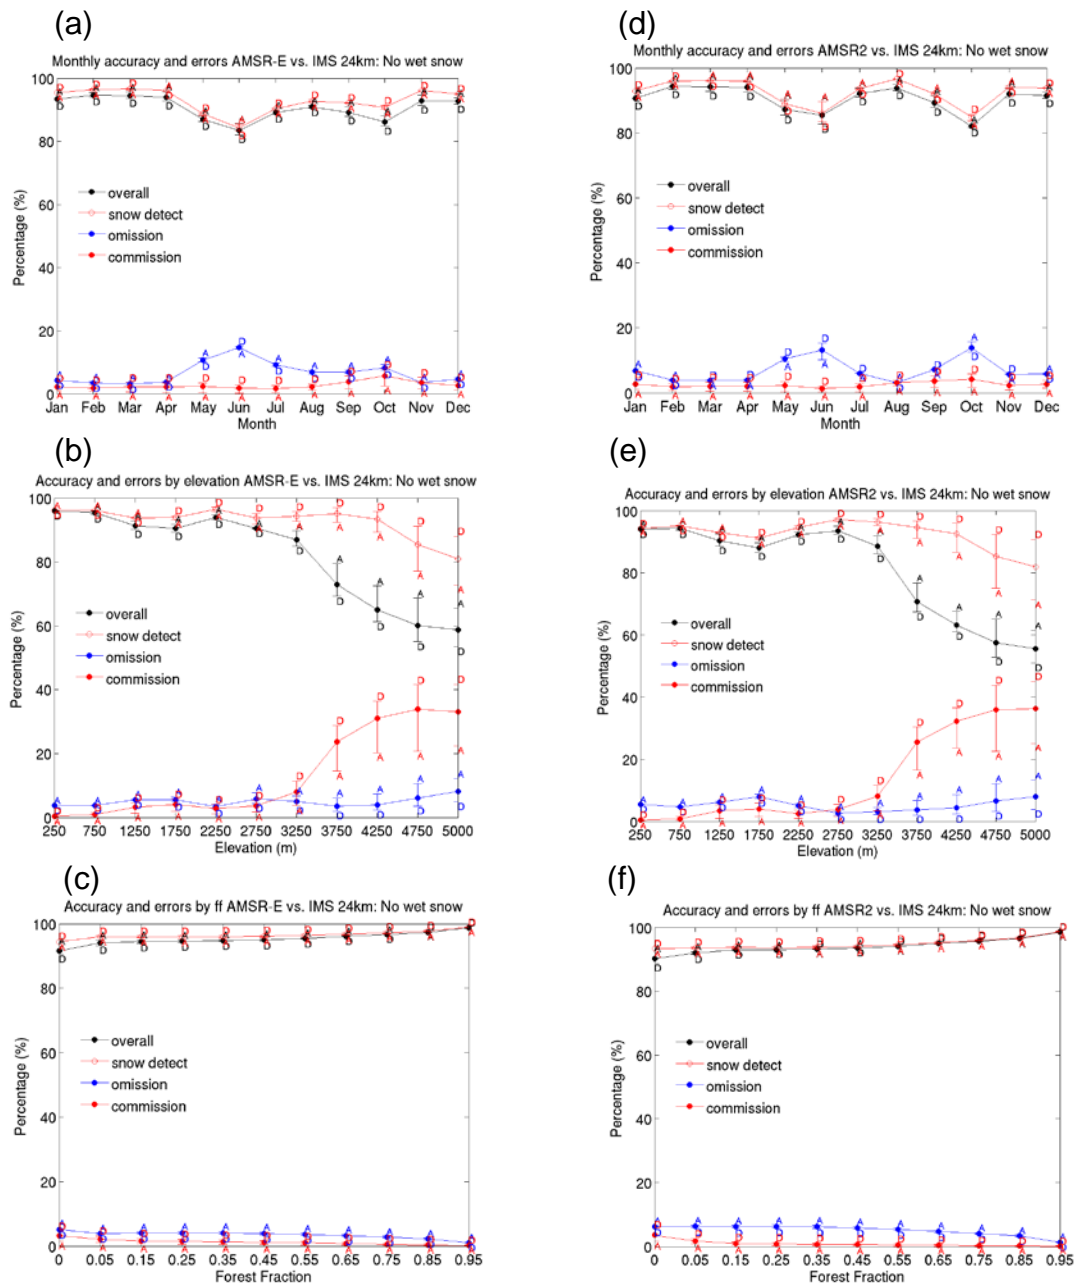 (a)
Monthly accuracy and errors AMSR-E vs. IMS 24km: No wet snow
100
80
60
40
20
0
Percentage (%)
overall
snow detect
omission
commission
Jan Feb Mar Apr May Jun Jul Aug Sep Oct Nov Dec
Month
(d)
Monthly accuracy and errors AMSR2 vs. IMS 24km: No wet snow
100
80
60
40
20
0
Percentage (%)
overall
snow detect
omission
commission
Jan Feb Mar Apr May Jun Jul Aug Sep Oct Nov Dec
Month
(b)
Accuracy and errors by elevation AMSR-E vs. IMS 24km: No wet snow
100
80
60
40
20
0
Percentage (%)
overall
snow detect
omission
commission
250 750 1250 1750 2250 2750 3250 3750 4250 4750 5000
Elevation (m)
(e)
Accuracy and errors by elevation AMSR2 vs. IMS 24km: No wet snow
100
80
60
40
20
0
Percentage (%)
overall
snow detect
omission
commission
250 750 1250 1750 2250 2750 3250 3750 4250 4750 5000
Elevation (m)
(c)
Accuracy and errors by ff AMSR-E vs. IMS 24km: No wet snow
100
80
60
40
20
0
Percentage (%)
overall
snow detect
omission
commission
0 0.05 0.15 0.25 0.35 0.45 0.55 0.65 0.75 0.85 0.95
Forest Fraction
(f)
Accuracy and errors by ff AMSR2 vs. IMS 24km: No wet snow
100
80
60
40
20
0
Percentage (%)
overall
snow detect
omission
commission
0 0.05 0.15 0.25 0.35 0.45 0.55 0.65 0.75 0.85 0.95
Forest Fraction